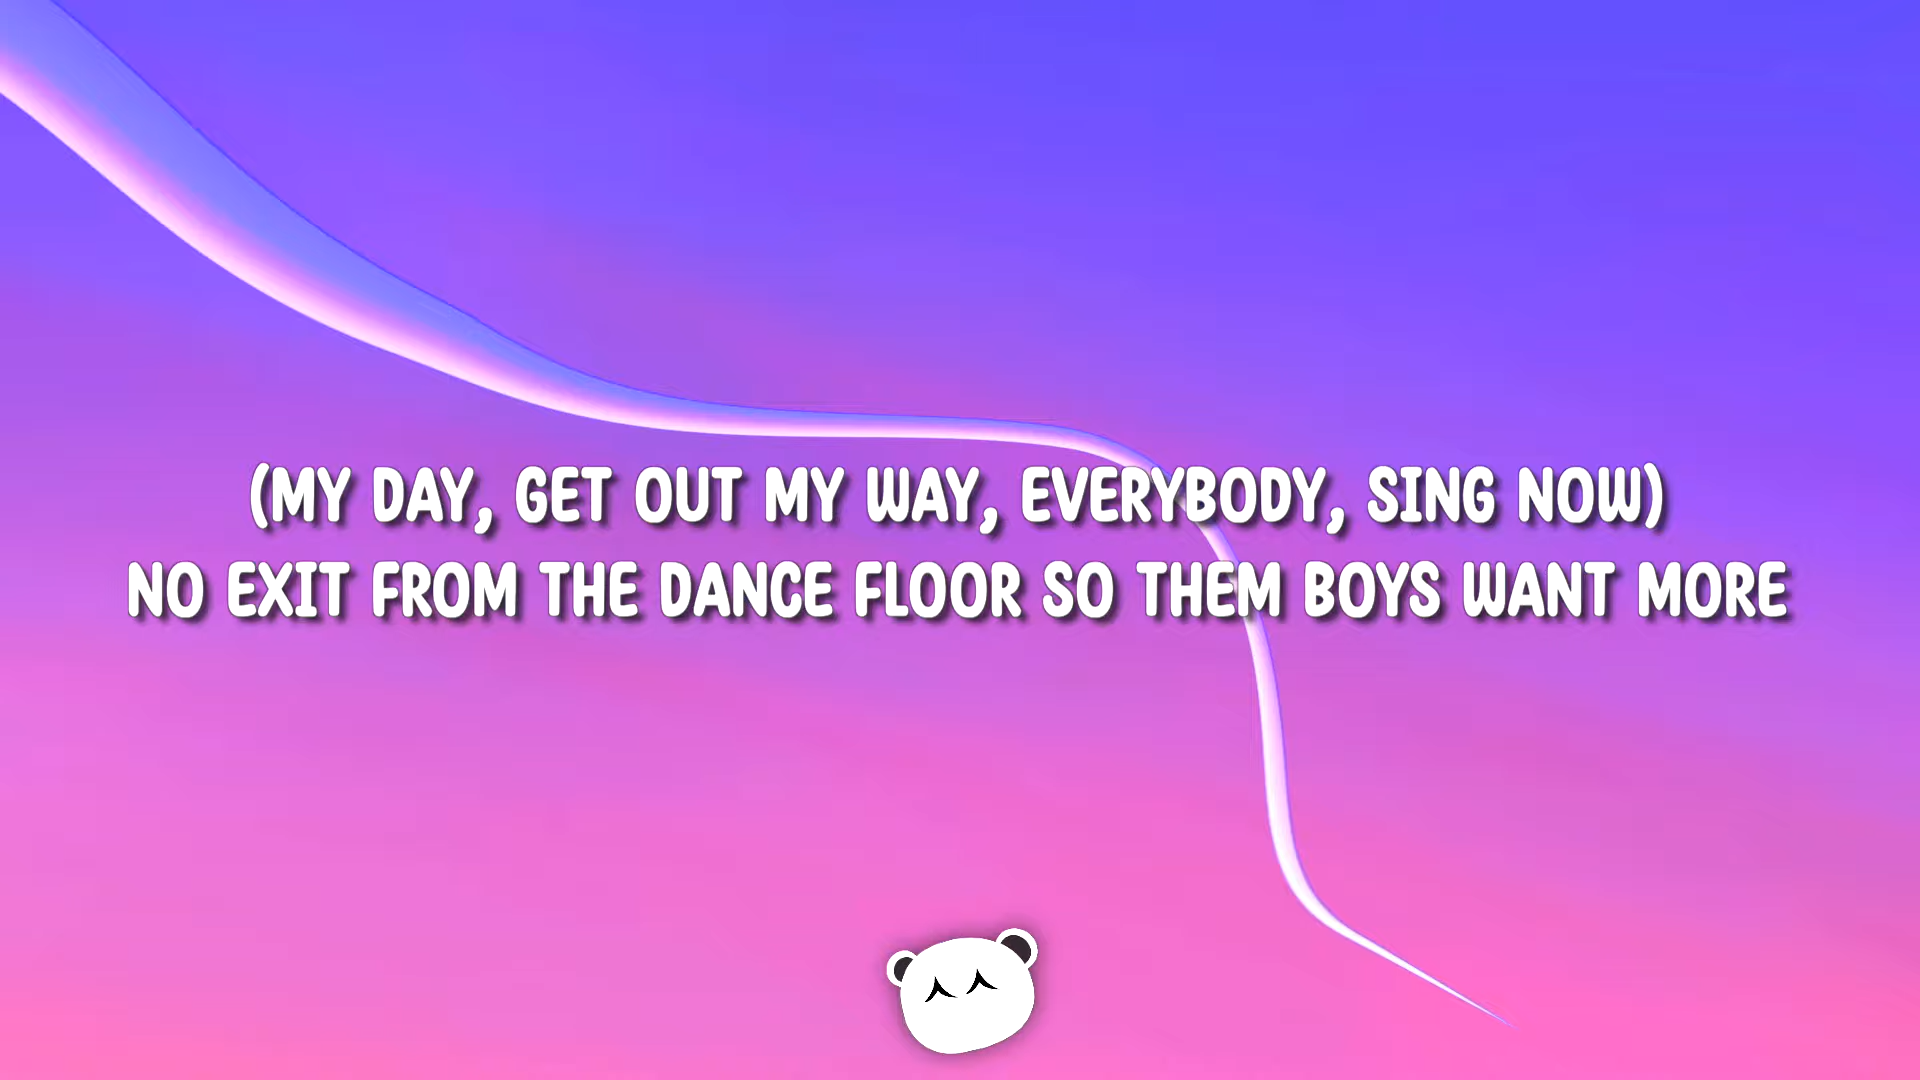 (MY DAY, GET OUT MY WAY, EVERYBODY, SING NOW)
NO EXIT FROM THE DANCE FLOOR SO THEM BOYS WANT MORE